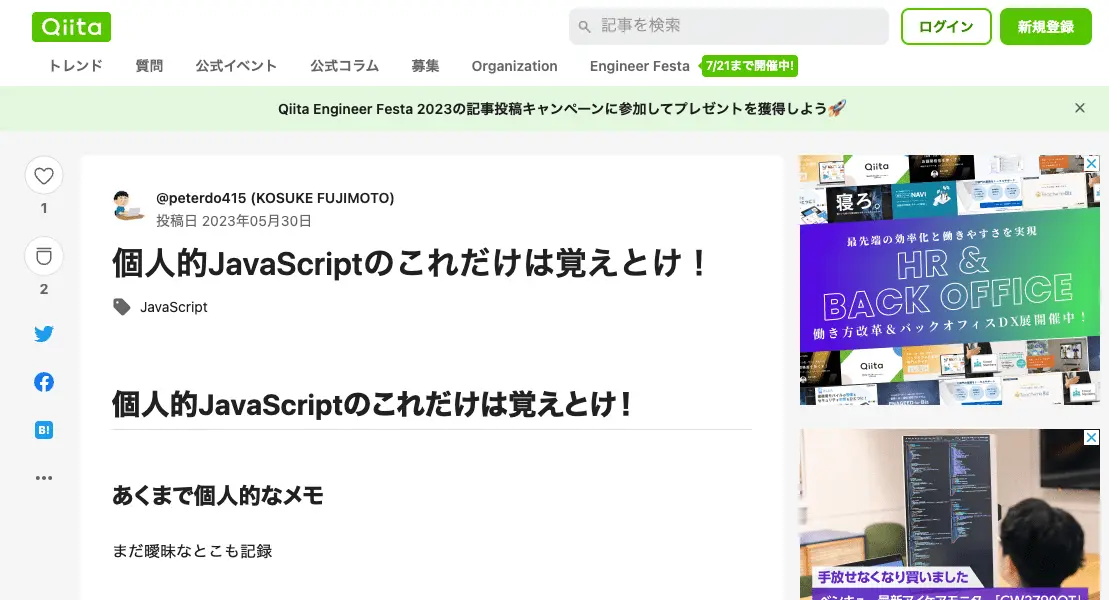 Qiita
記事を検索
ログイン
新規登録
トレンド 質問 公式イベント 公式コラム 募集 Organization Engineer Festa 7/21まで開催中!
Qiita Engineer Festa 2023の記事投稿キャンペーンに参加してプレゼントを獲得しよう🚀
1
2
B!
@peterdo415 (KOSUKE FUJIMOTO)
投稿日 2023年05月30日
個人的JavaScriptのこれだけは覚えとけ！
JavaScript
個人的JavaScriptのこれだけは覚えとけ！
あくまで個人的なメモ
まだ曖昧なとこも記録
Qiita
寝ろ。
最先端の効率化と働きやすさを実現
HR &
BACK OFFICE
働き方改革＆バックオフィスDX展開催中！
Qiita
手放せなくなり買いました